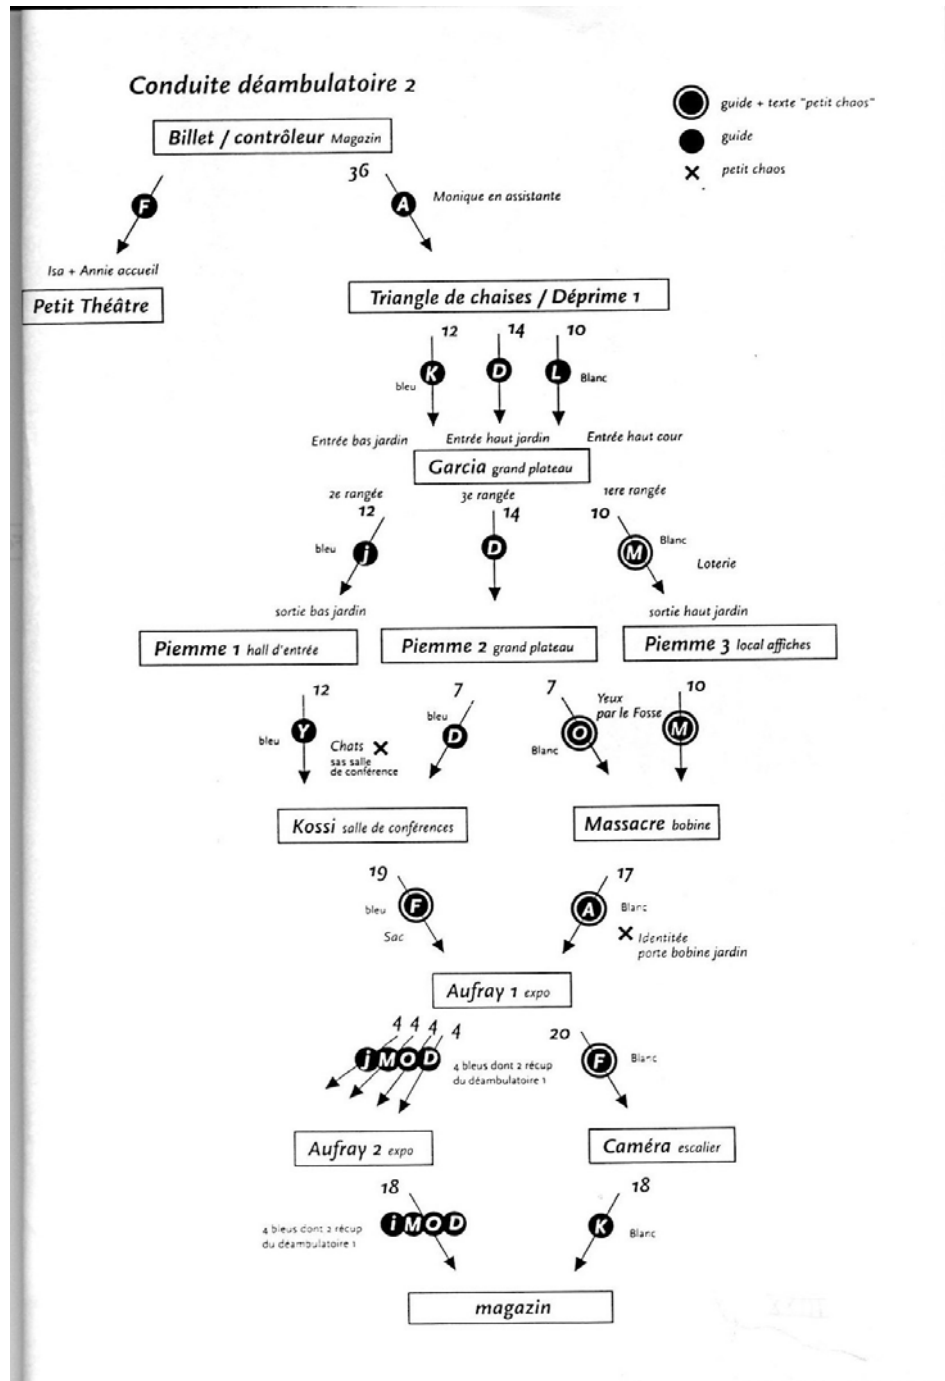 Conduite déambulatoire 2
guide + texte "petit chaos"
guide
petit chaos
Billet / contrôleur Magazin
36
F
A
Monique en assistante
Isa + Annie accueil
Petit Théâtre
Triangle de chaises / Déprime 1
12 14 10
bleu K D L Blanc
Entrée bas jardin Entrée haut jardin Entrée haut cour
Garcia grand plateau
2e rangée 3e rangée 1ere rangée
12 14 10
bleu j D M Blanc
Loterie
sortie bas jardin sortie haut jardin
Piemme 1 hall d'entrée
Piemme 2 grand plateau
Piemme 3 local affiches
12 7 7 10
Yeux
par le Fosse
bleu Y
bleu D
Blanc O
M
Chats
sas salle
de conférence
Kossi salle de conférences
Massacre bobine
19 17
bleu F
A Blanc
Sac
Identitée
porte bobine jardin
Aufray 1 expo
4 4 4 4 20
j M O D
4 bleus dont 2 récup
du déambulatoire 1
F Blanc
Aufray 2 expo
Caméra escalier
18 18
4 bleus dont 2 récup
du déambulatoire 1
i M O D
K Blanc
magazin